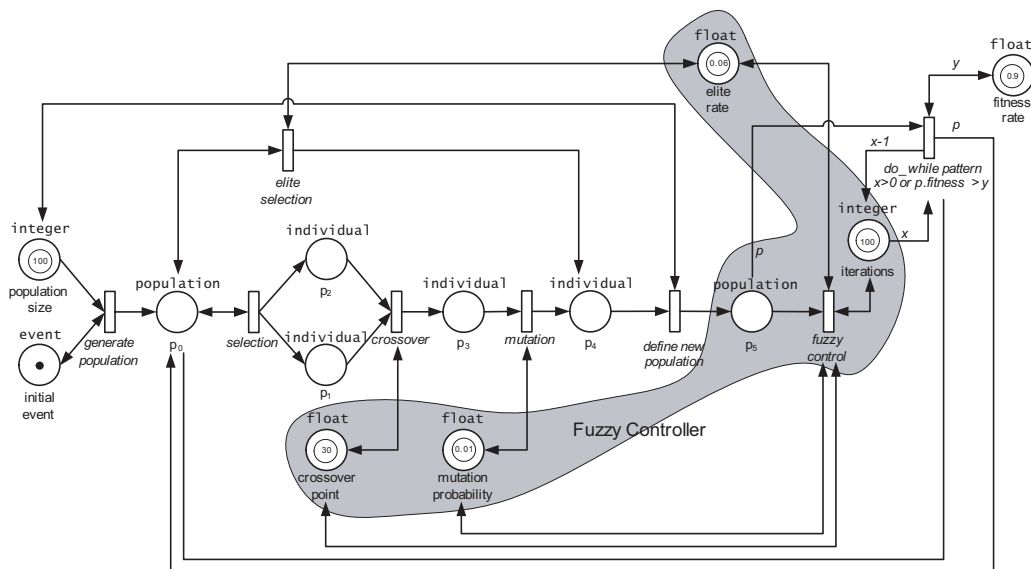 float
0.06
elite
rate
float
0.9
fitness
rate
y
p
x-1
do_while pattern
x>0 or p.fitness >y
elite
selection
integer
100
population
size
event
initial
event
generate
population
population
p0
selection
individual
p2
individual
p1
crossover
individual
p3
mutation
individual
p4
define new
population
p
population
p5
fuzzy
control
integer
100
x
iterations
float
30
crossover
point
float
0.01
mutation
probability
Fuzzy Controller